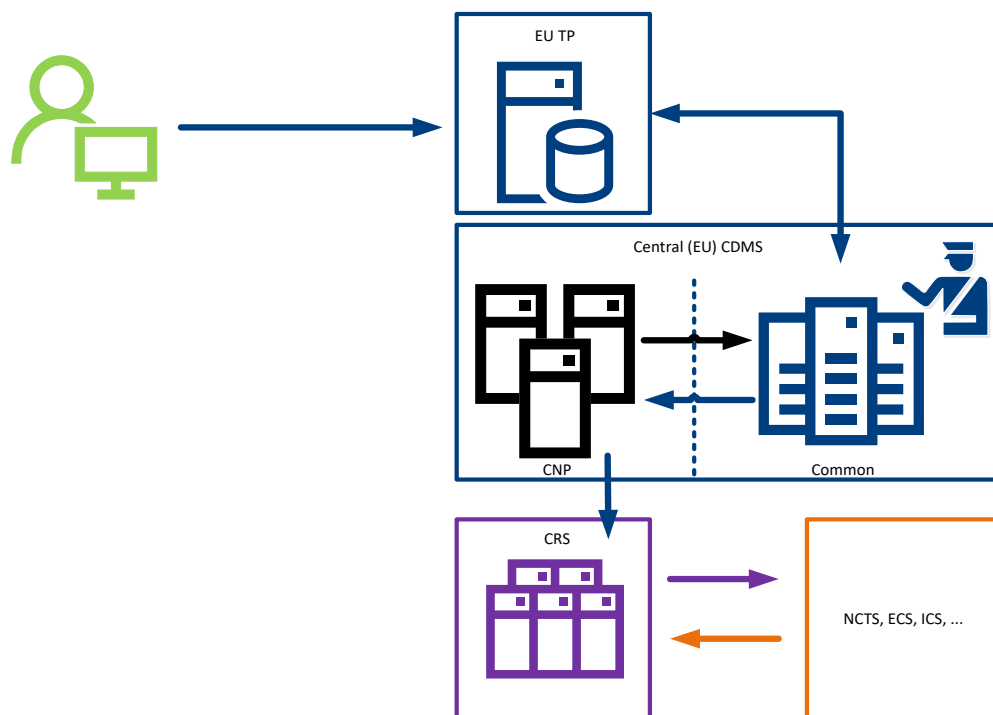 EU TP
Central (EU) CDMS
CNP
Common
CRS
NCTS, ECS, ICS, ...